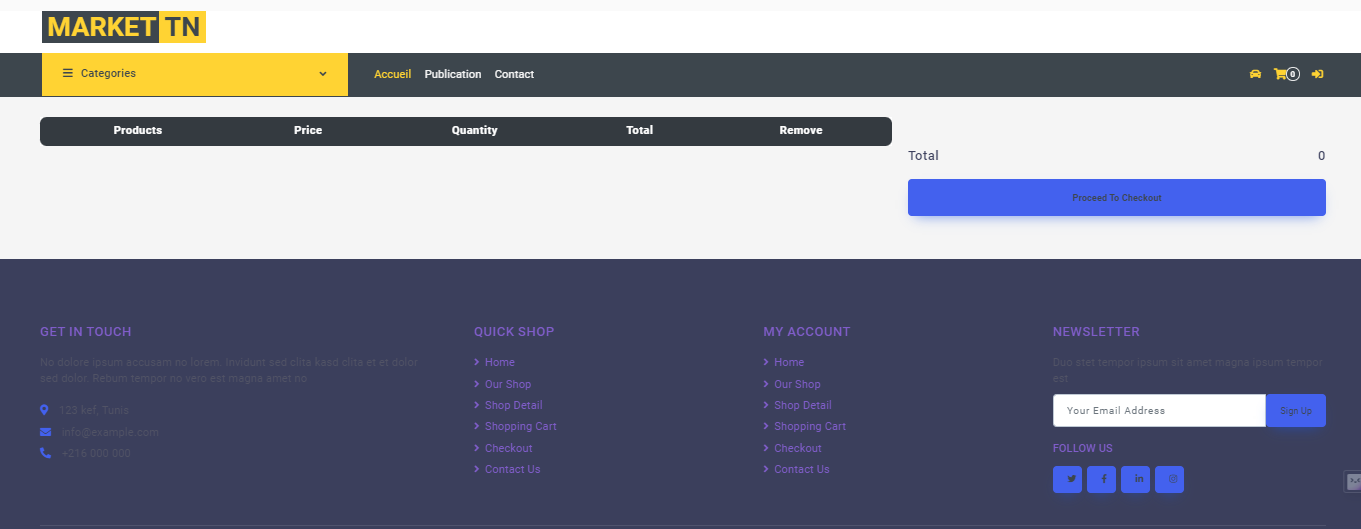 MARKET TN
Categories
Accueil Publication Contact
0
Products Price Quantity Total Remove
Total 0
Proceed To Checkout
GET IN TOUCH
No dolore ipsum accusam no lorem. Invidunt sed clita kasd clita et et dolor
sed dolor. Rebum tempor no vero est magna amet no
123 kef, Tunis
info@example.com
+216 000 000
QUICK SHOP
Home
Our Shop
Shop Detail
Shopping Cart
Checkout
Contact Us
MY ACCOUNT
Home
Our Shop
Shop Detail
Shopping Cart
Checkout
Contact Us
NEWSLETTER
Duo stet tempor ipsum sit amet magna ipsum tempor
est
Your Email Address Sign Up
FOLLOW US